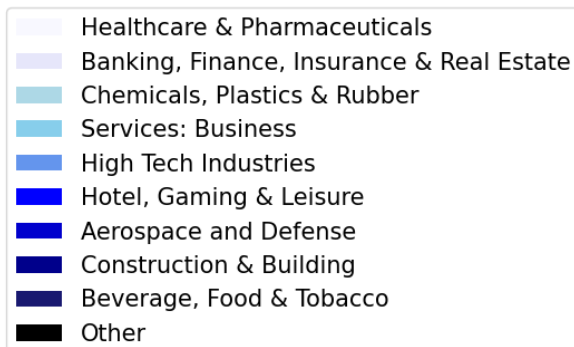 Healthcare & Pharmaceuticals
Banking, Finance, Insurance & Real Estate
Chemicals, Plastics & Rubber
Services: Business
High Tech Industries
Hotel, Gaming & Leisure
Aerospace and Defense
Construction & Building
Beverage, Food & Tobacco
Other